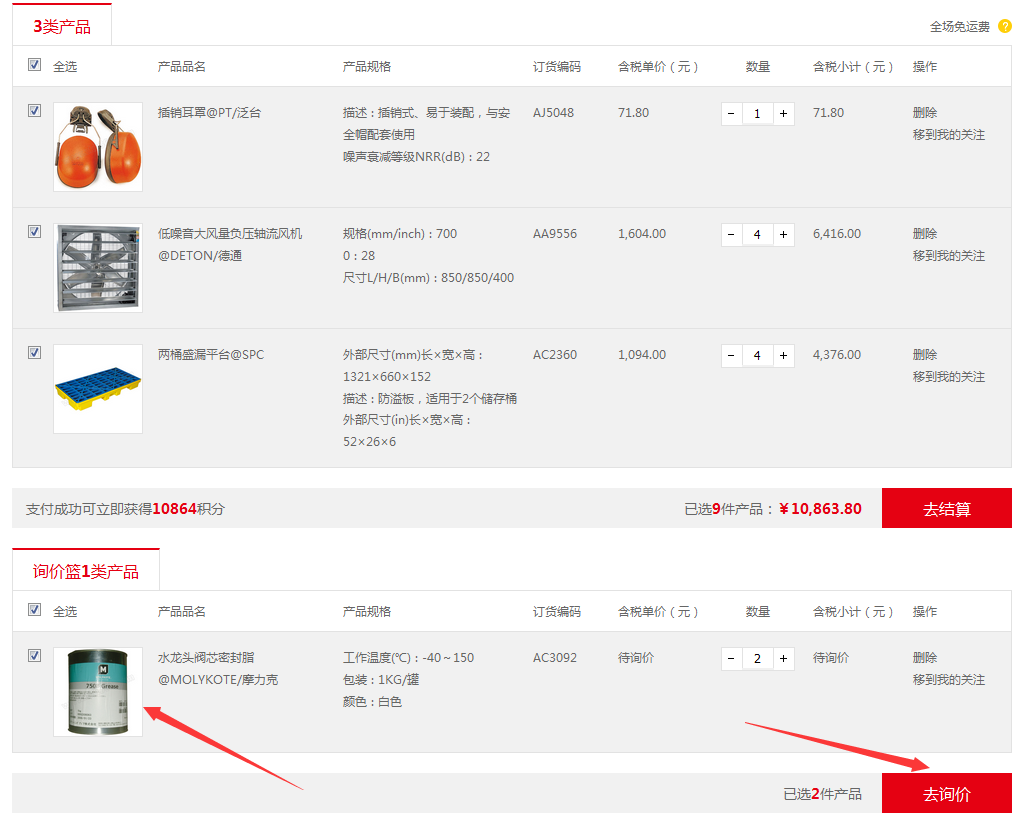 3类产品
全场免运费 ?
全选 产品品名 产品规格 订货编码 含税单价（元） 数量 含税小计（元） 操作
插销耳罩@PT/泛台 描述：插销式、易于装配，与安 AJ5048 71.80 - 1 + 71.80 删除
全帽配套使用 移到我的关注
噪声衰减等级NRR(dB)：22
低噪音大风量负压轴流风机 规格(mm/inch)：700 AA9556 1,604.00 - 4 + 6,416.00 删除
@DETON/德通 0：28 移到我的关注
尺寸L/H/B(mm)：850/850/400
两桶盛漏平台@SPC 外部尺寸(mm)长×宽×高： AC2360 1,094.00 - 4 + 4,376.00 删除
1321×660×152 移到我的关注
描述：防溢板，适用于2个储存桶
外部尺寸(in)长×宽×高：
52×26×6
支付成功可立即获得10864积分 已选9件产品：￥10,863.80 去结算
询价篮1类产品
全选 产品品名 产品规格 订货编码 含税单价（元） 数量 含税小计（元） 操作
水龙头阀芯密封脂 工作温度(℃)：-40～150 AC3092 待询价 - 2 + 待询价 删除
@MOLYKOTE/摩力克 包装：1KG/罐 移到我的关注
颜色：白色
M
Grease
已选2件产品 去询价